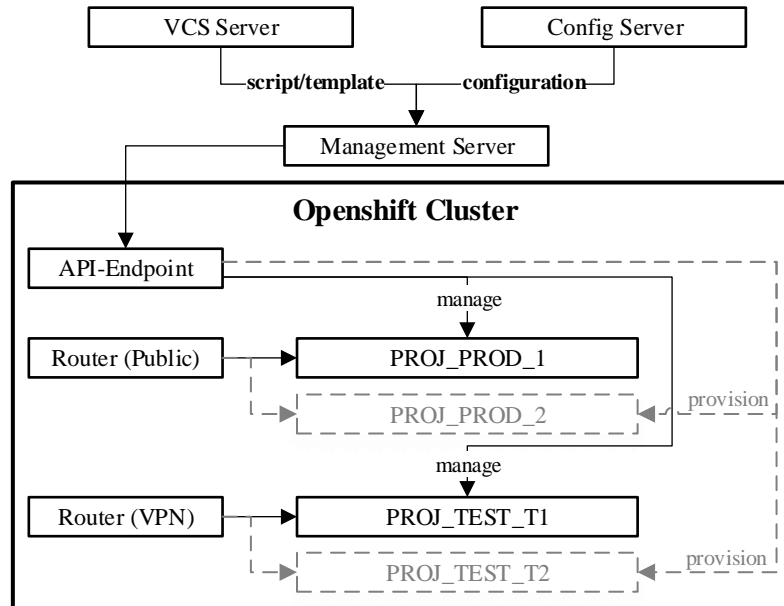 VCS Server
Config Server
script/template
configuration
Management Server
Openshift Cluster
API-Endpoint
manage
Router (Public)
PROJ_PROD_1
provision
PROJ_PROD_2
manage
Router (VPN)
PROJ_TEST_T1
provision
PROJ_TEST_T2